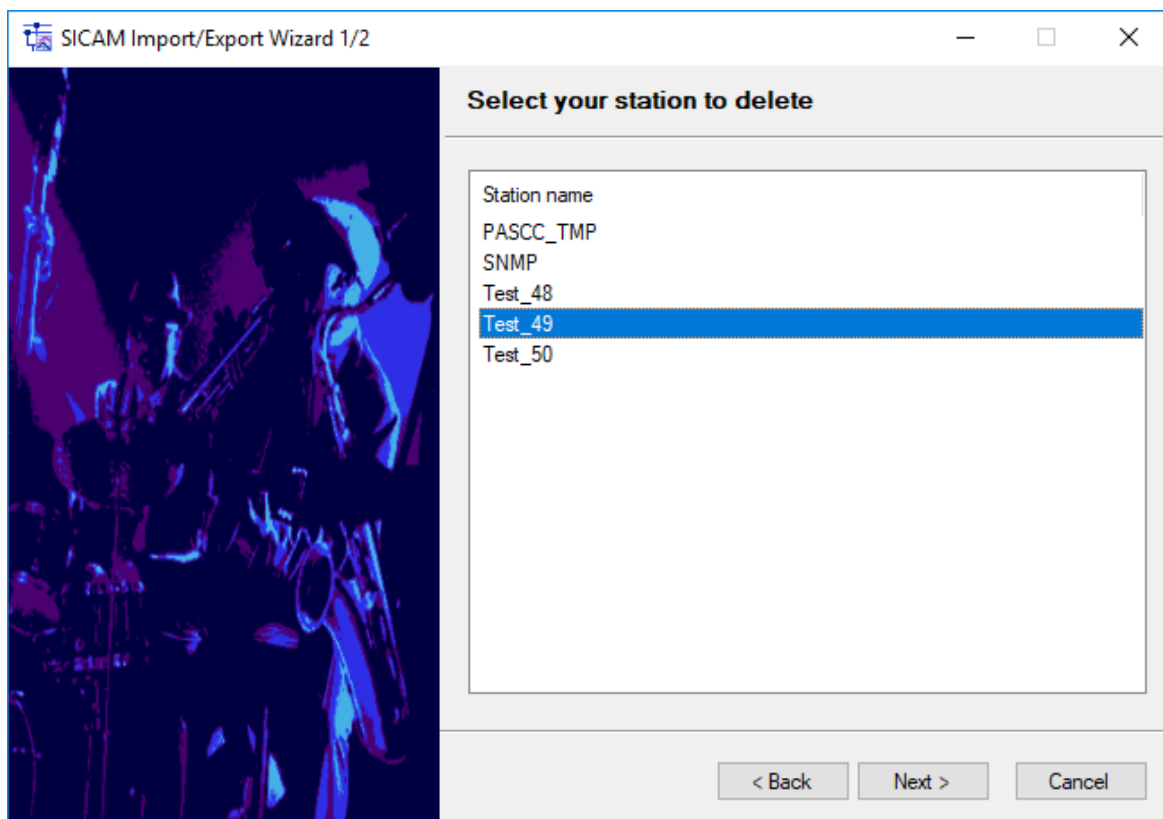 SICAM Import/Export Wizard 1/2
Select your station to delete
Station name
PASCC_TMP
SNMP
Test_48
Test_49
Test_50
< Back
Next >
Cancel